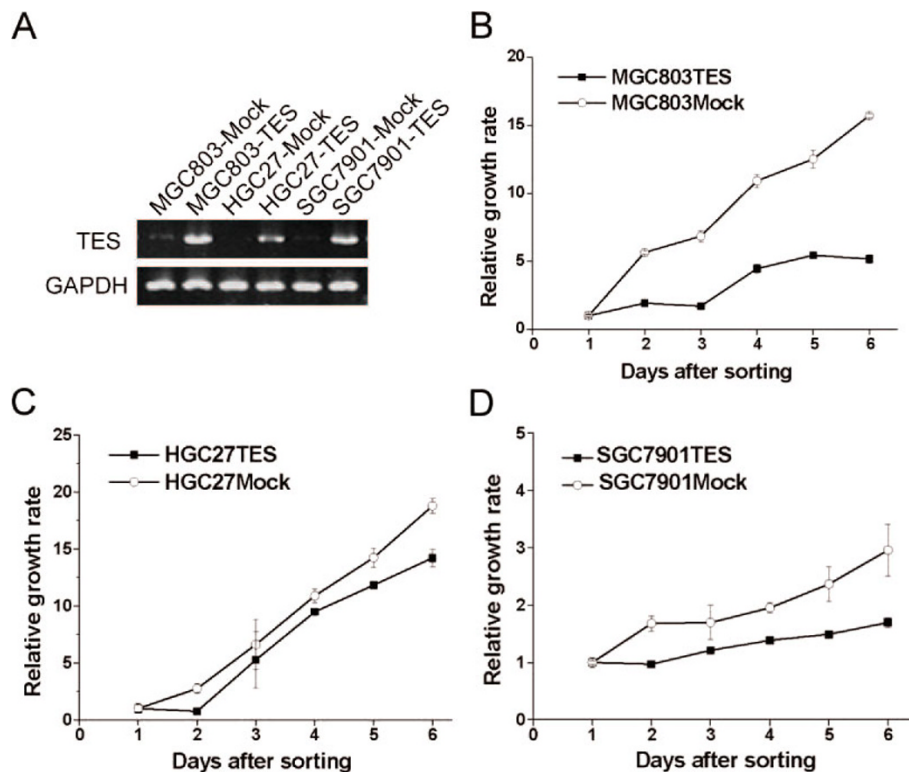 A
MGC803-Mock
MGC803-TES
HGC27-Mock
HGC27-TES
SGC7901-Mock
SGC7901-TES
TES
GAPDH
B
20
15
10
5
0
Relative growth rate
MGC803TES
MGC803Mock
0 1 2 3 4 5 6
Days after sorting
C
25
20
15
10
5
0
Relative growth rate
HGC27TES
HGC27Mock
0 1 2 3 4 5 6
Days after sorting
D
5
4
3
2
1
0
Relative growth rate
SGC7901TES
SGC7901Mock
0 1 2 3 4 5 6
Days after sorting